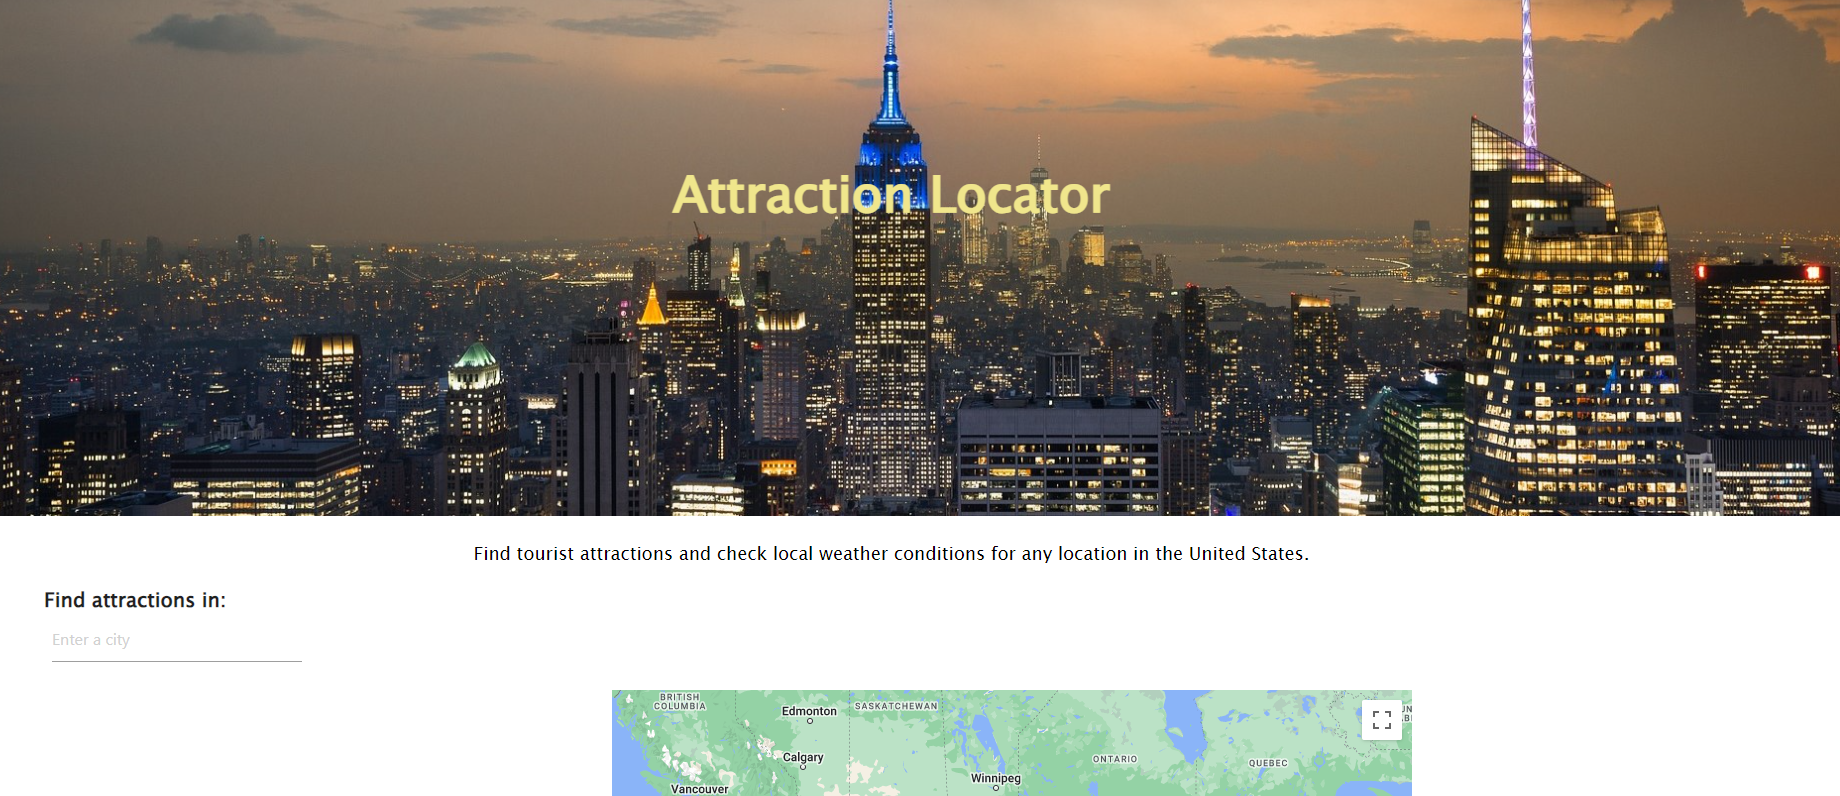 Attraction Locator
Find tourist attractions and check local weather conditions for any location in the United States.
Find attractions in:
Enter a city
BRITISH
COLUMBIA
Edmonton
SASKATCHEWAN
Calgary
ONTARIO
QUEBEC
Winnipeg
Vancouver